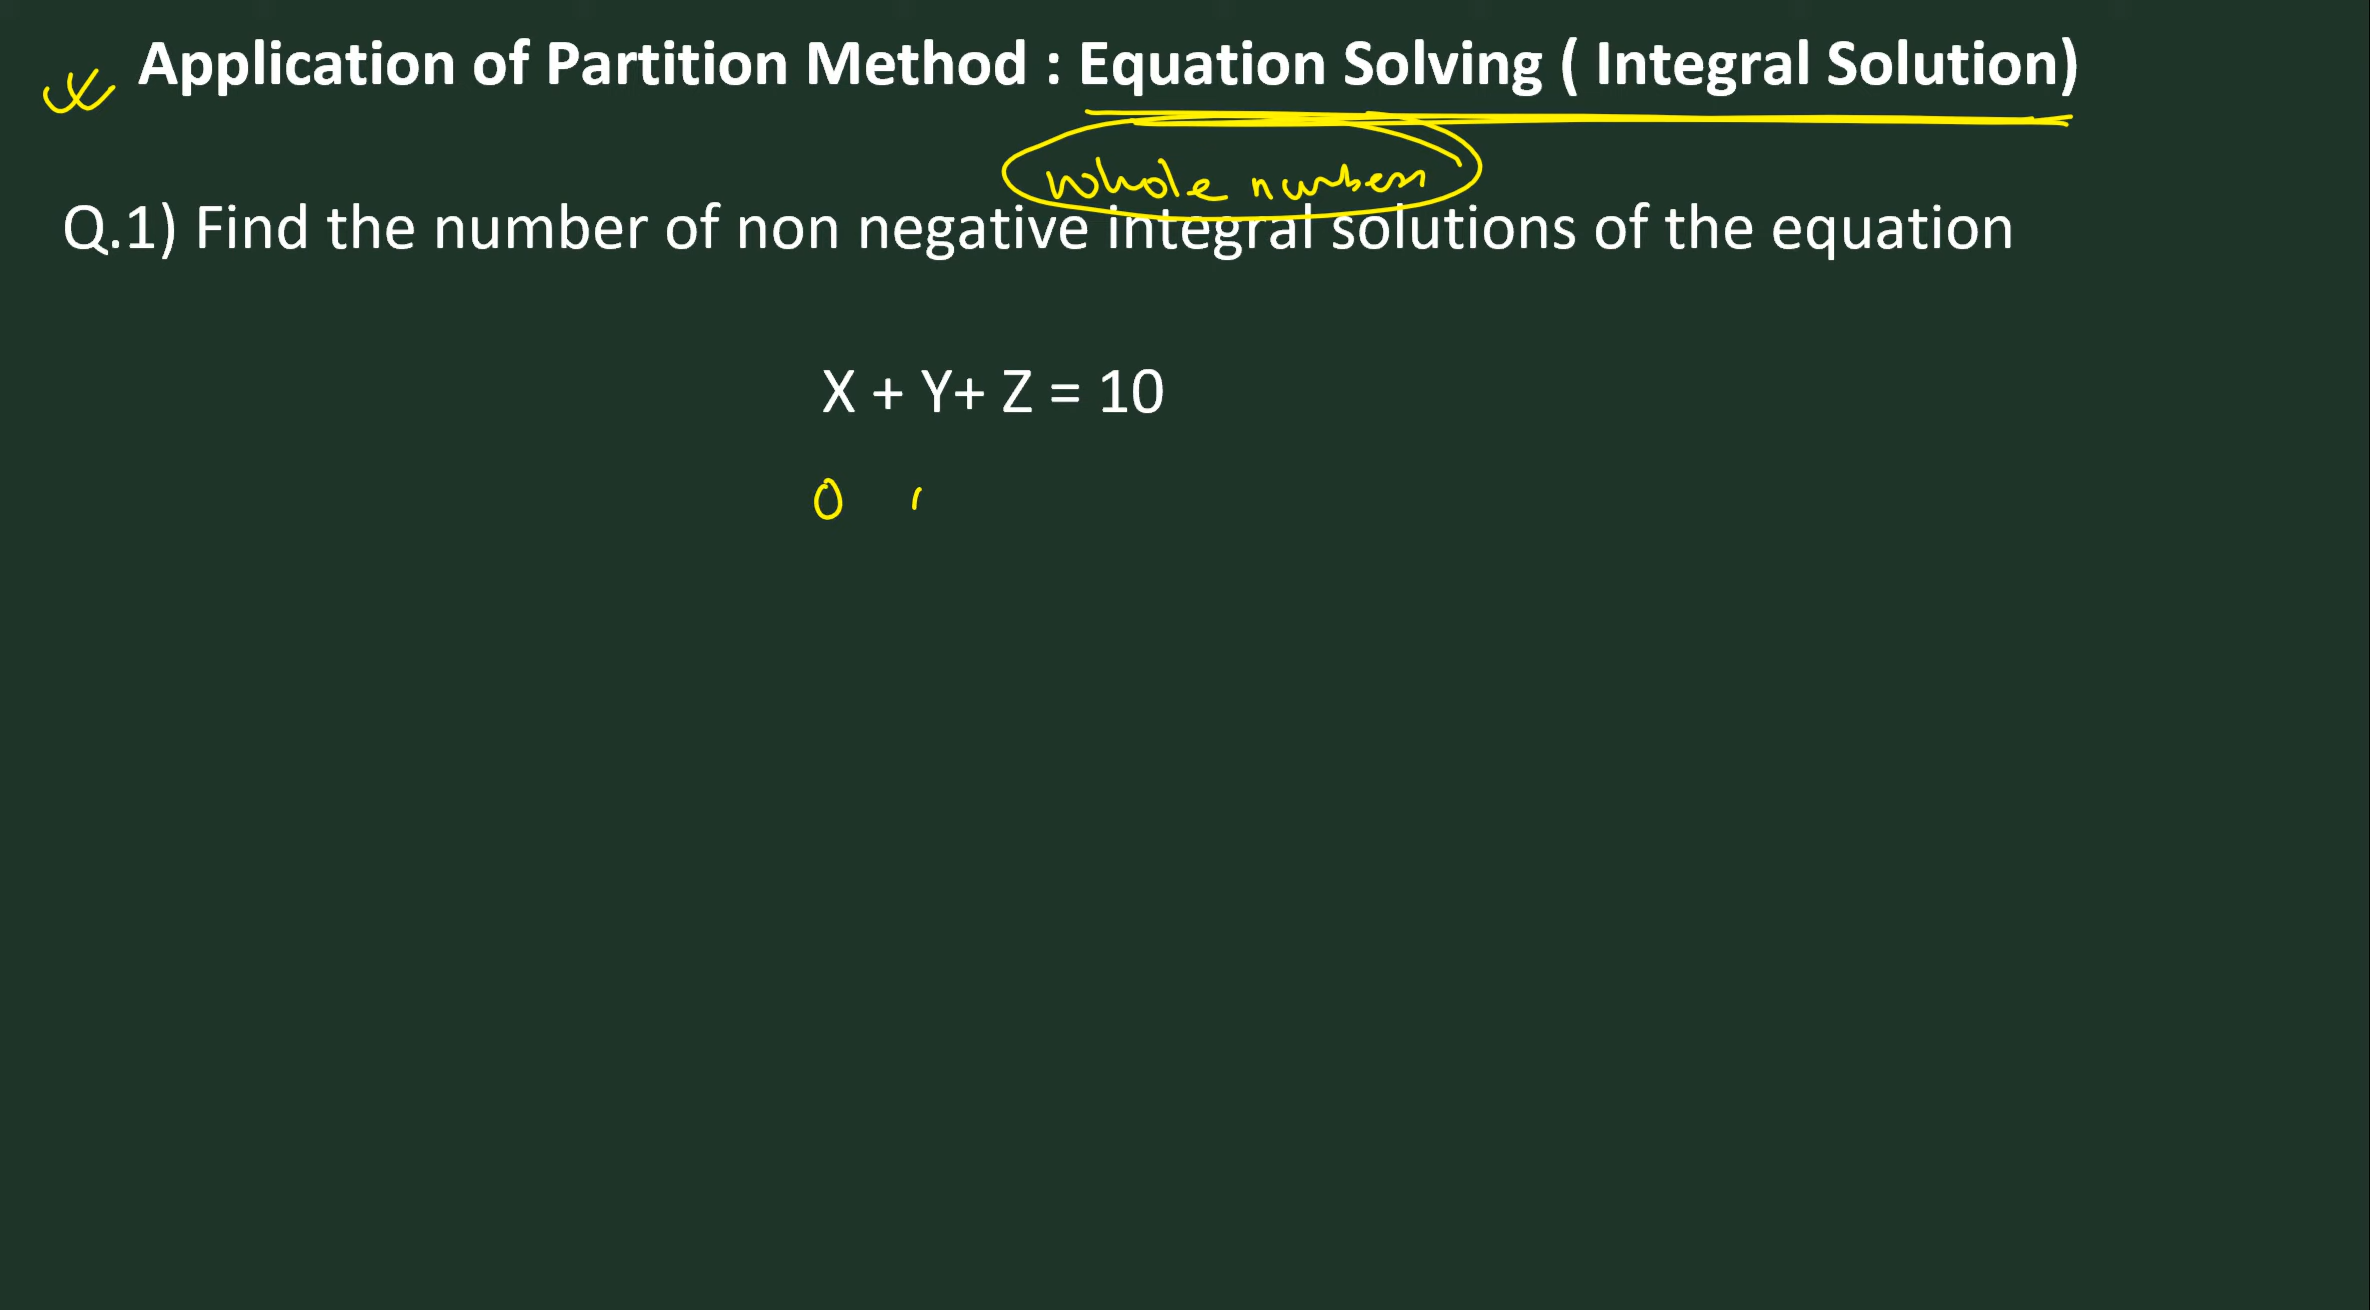 Application of Partition Method : Equation Solving ( Integral Solution)
whole numbers
Q.1) Find the number of non negative integral solutions of the equation
X + Y+ Z = 10
0